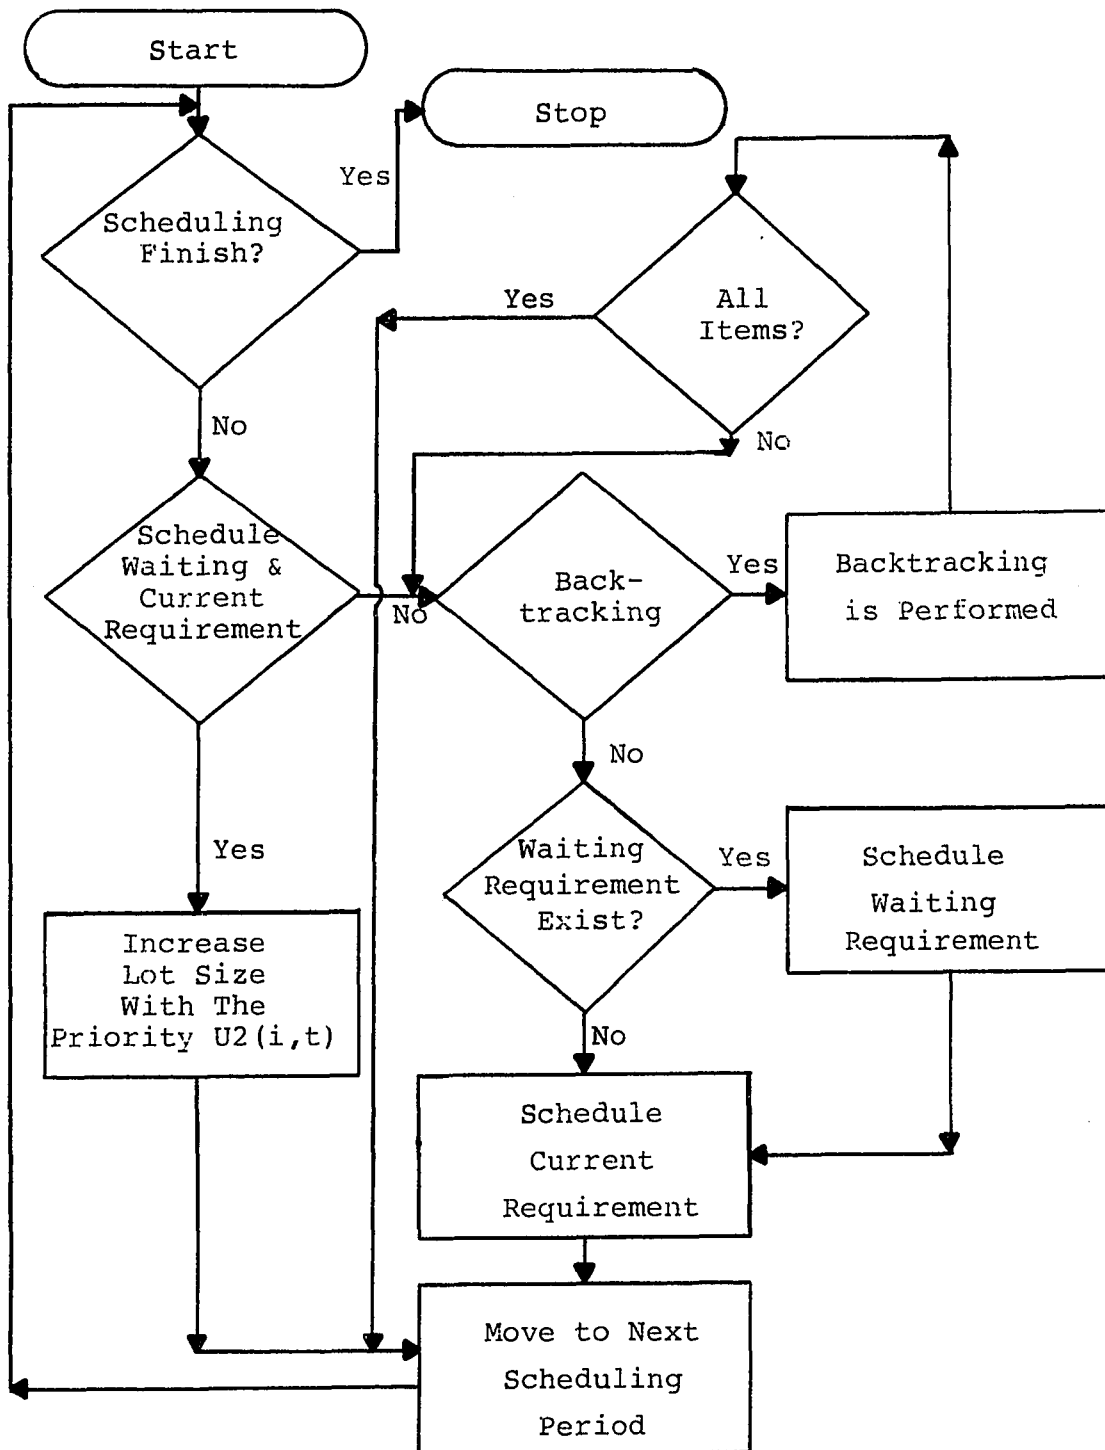 Start
Stop
Yes
Scheduling
Finish?
Yes
All
Items?
No
No
Schedule
Waiting &
Current
Requirement
No
Back-
tracking
Yes
Backtracking
is Performed
No
Yes
Waiting
Requirement
Exist?
Yes
Schedule
Waiting
Requirement
Increase
Lot Size
With The
Priority U2(i,t)
No
Schedule
Current
Requirement
Move to Next
Scheduling
Period